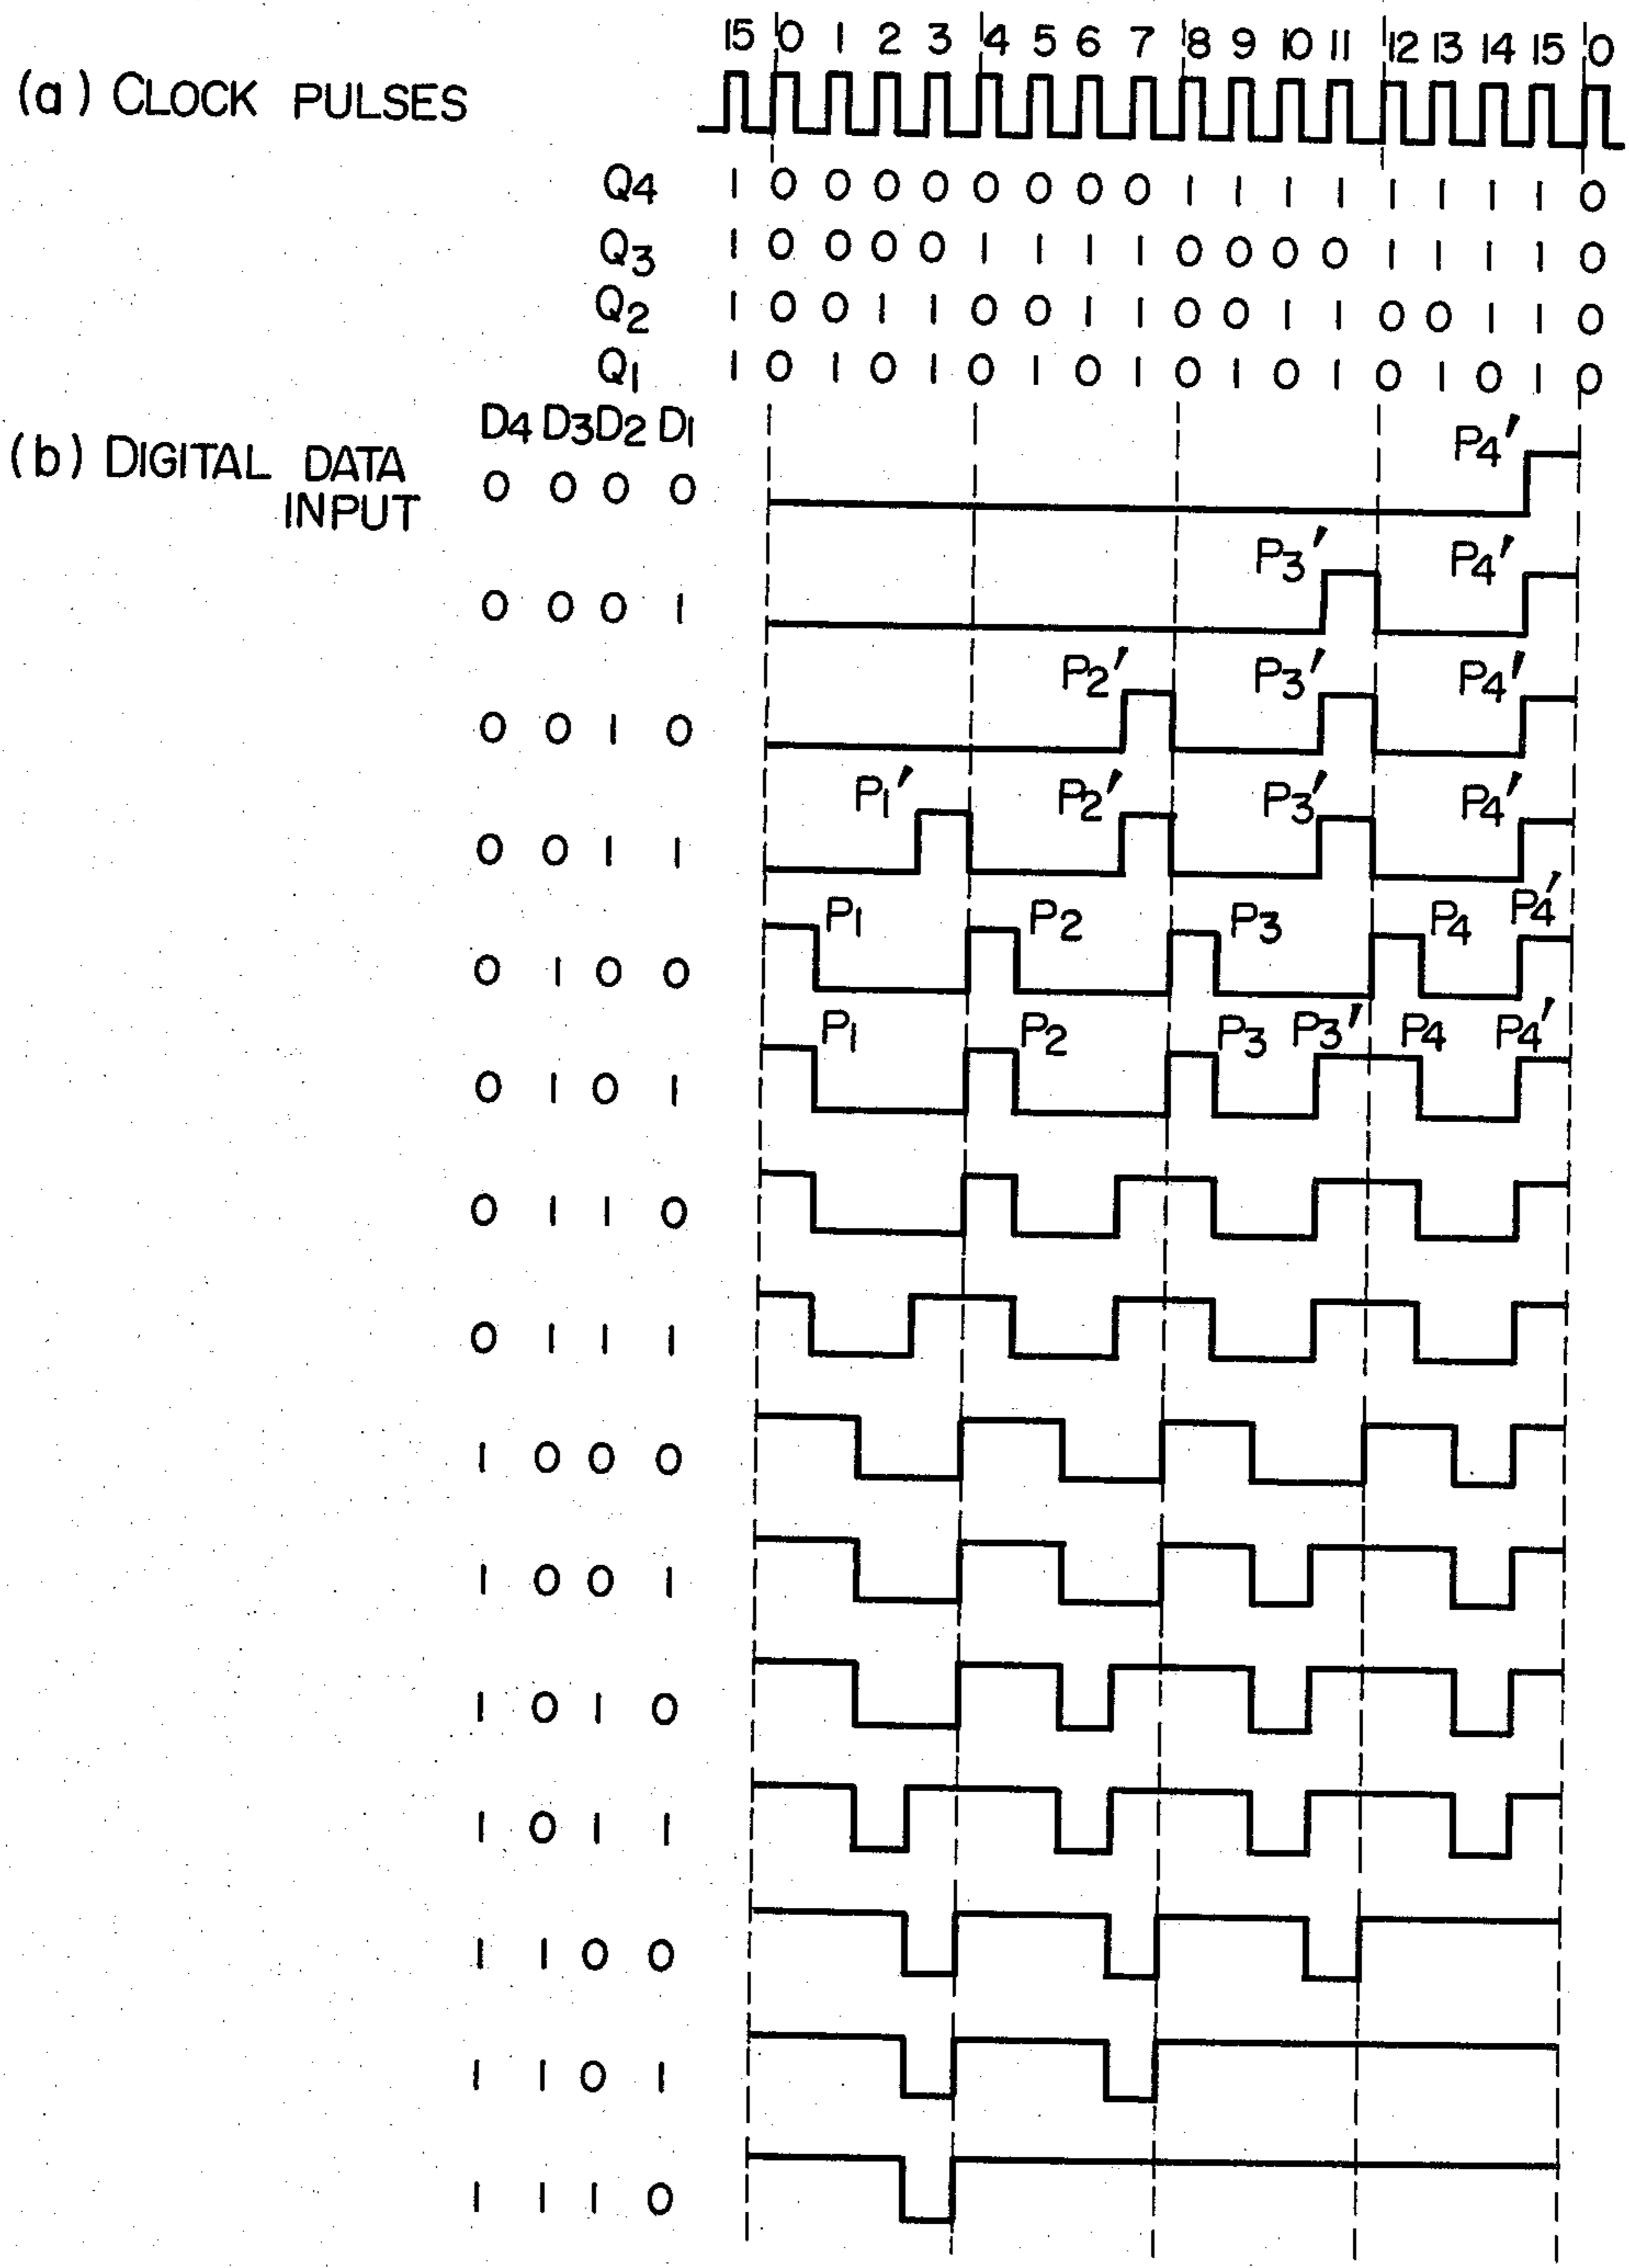 15 0 1 2 3 4 5 6 7 8 9 10 11 12 13 14 15 0
(a) CLOCK PULSES
Q4 1 0 0 0 0 0 0 0 0 1 1 1 1 1 1 1 1 0
Q3 1 0 0 0 0 1 1 1 1 0 0 0 0 1 1 1 1 0
Q2 1 0 0 1 1 0 0 1 1 0 0 1 1 0 0 1 1 0
Q1 1 0 1 0 1 0 1 0 1 0 1 0 1 0 1 0 1 0
D4 D3 D2 D1
(b) DIGITAL DATA
INPUT
0 0 0 0 P4'
0 0 0 1 P3' P4'
0 0 1 0 P2' P3' P4'
0 0 1 1 P1' P2' P3' P4'
0 1 0 0 P1 P2 P3 P4 P4'
0 1 0 1 P1 P2 P3 P3' P4 P4'
0 1 1 0
0 1 1 1
1 0 0 0
1 0 0 1
1 0 1 0
1 0 1 1
1 1 0 0
1 1 0 1
1 1 1 0